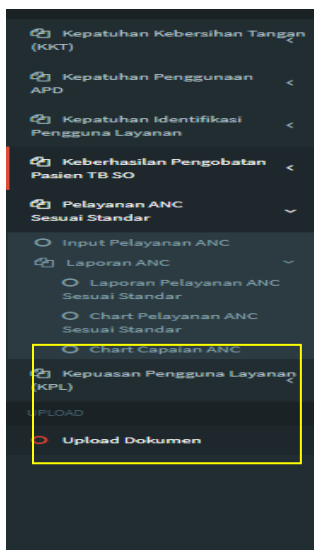 Kepatuhan Kebersihan Tangan
(KKT)
Kepatuhan Penggunaan
APD
Kepatuhan Identifikasi
Pengguna Layanan
Keberhasilan Pengobatan
Pasien TB SO
Pelayanan ANC
Sesuai Standar
Input Pelayanan ANC
Laporan ANC
Laporan Pelayanan ANC
Sesuai Standar
Chart Pelayanan ANC
Sesuai Standar
Chart Capaian ANC
Kepuasan Pengguna Layanan
(KPL)
UPLOAD
Upload Dokumen